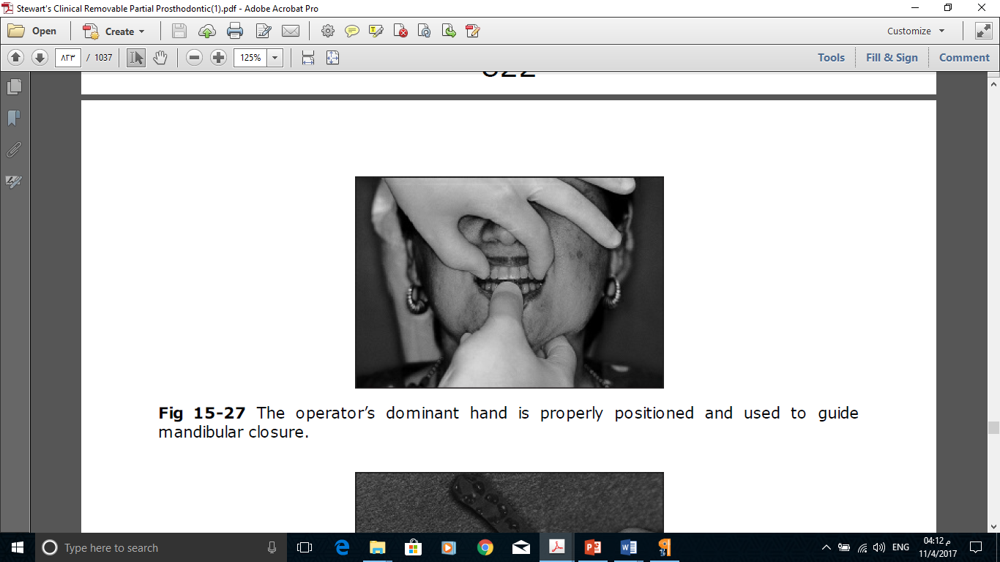 Stewart's Clinical Removable Partial Prosthodontic(1).pdf - Adobe Acrobat Pro
Open Create Customize
٨٢٣ / 1037 125% Tools Fill & Sign Comment
Fig 15-27 The operator’s dominant hand is properly positioned and used to guide
mandibular closure.
Type here to search
ENG
04:12 م
11/4/2017